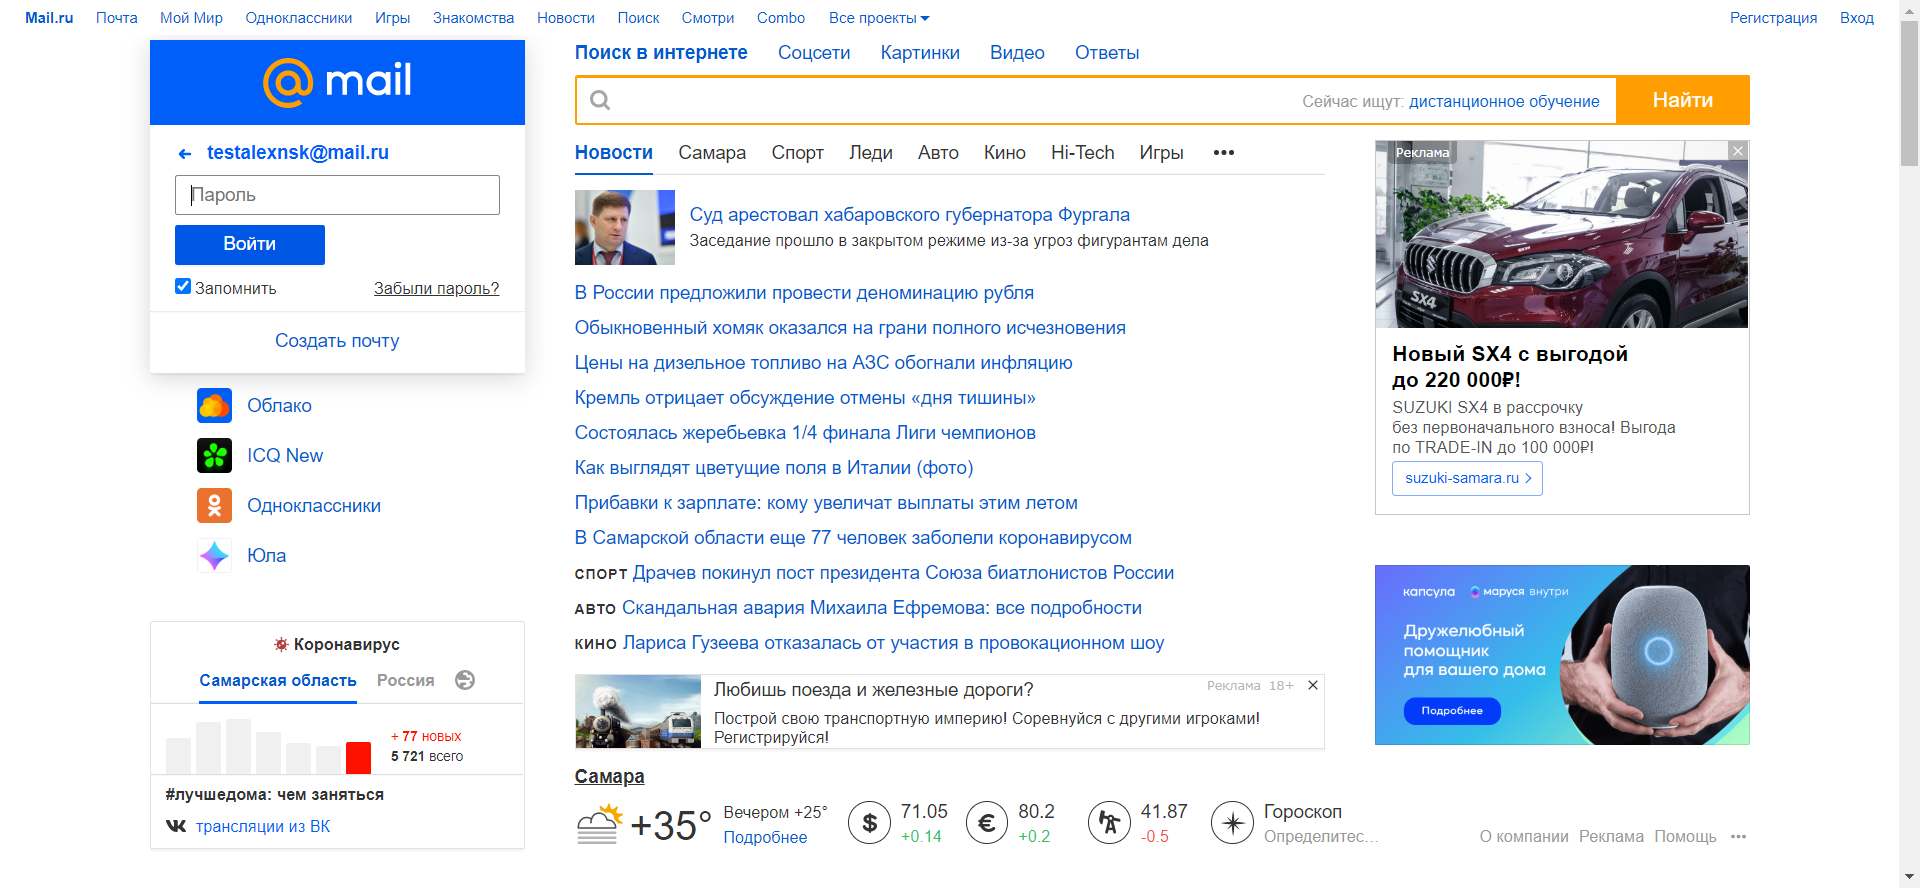 Mail.ru Почта Мой Мир Одноклассники Игры Знакомства Новости Поиск Смотри Combo Все проекты Регистрация Вход
@mail
testalexnsk@mail.ru
Пароль
Войти
Запомнить Забыли пароль?
Создать почту
Облако
ICQ New
Одноклассники
Юла
Коронавирус
Самарская область Россия
+ 77 новых
5 721 всего
#лучшедома: чем заняться
трансляции из ВК
Поиск в интернете Соцсети Картинки Видео Ответы
Сейчас ищут: дистанционное обучение Найти
Новости Самара Спорт Леди Авто Кино Hi-Tech Игры •••
Суд арестовал хабаровского губернатора Фургала
Заседание прошло в закрытом режиме из-за угроз фигурантам дела
В России предложили провести деноминацию рубля
Обыкновенный хомяк оказался на грани полного исчезновения
Цены на дизельное топливо на АЗС обогнали инфляцию
Кремль отрицает обсуждение отмены «дня тишины»
Состоялась жеребьевка 1/4 финала Лиги чемпионов
Как выглядят цветущие поля в Италии (фото)
Прибавки к зарплате: кому увеличат выплаты этим летом
В Самарской области еще 77 человек заболели коронавирусом
СПОРТ Драчев покинул пост президента Союза биатлонистов России
АВТО Скандальная авария Михаила Ефремова: все подробности
КИНО Лариса Гузеева отказалась от участия в провокационном шоу
Любишь поезда и железные дороги? Реклама 18+
Построй свою транспортную империю! Соревнуйся с другими игроками!
Регистрируйся!
Самара
+35° Вечером +25°
Подробнее
$ 71.05
+0.14
€ 80.2
+0.2
41.87
-0.5
Гороскоп
Определитес...
Реклама
SX4
Новый SX4 с выгодой
до 220 000₽!
SUZUKI SX4 в рассрочку
без первоначального взноса! Выгода
по TRADE-IN до 100 000₽!
suzuki-samara.ru
капсула маруся внутри
Дружелюбный
помощник
для вашего дома
Подробнее
О компании Реклама Помощь •••